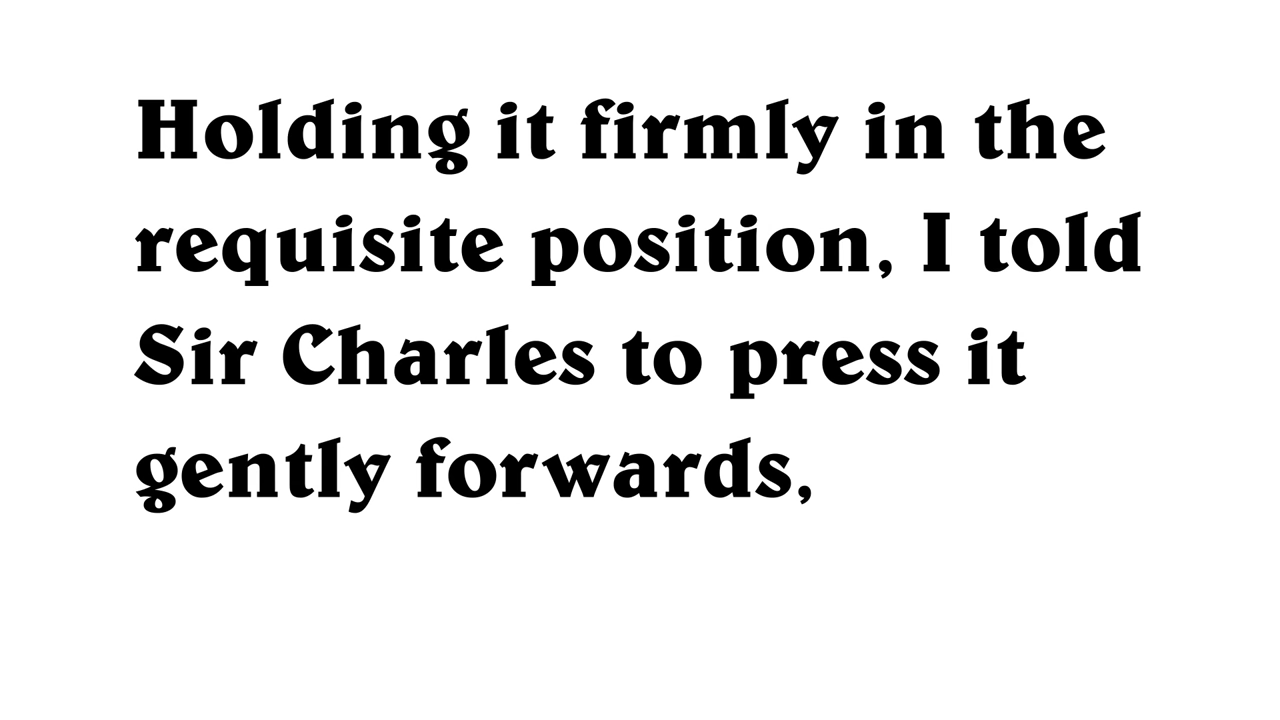 Holding it firmly in the
requisite position, I told
Sir Charles to press it
gently forwards,